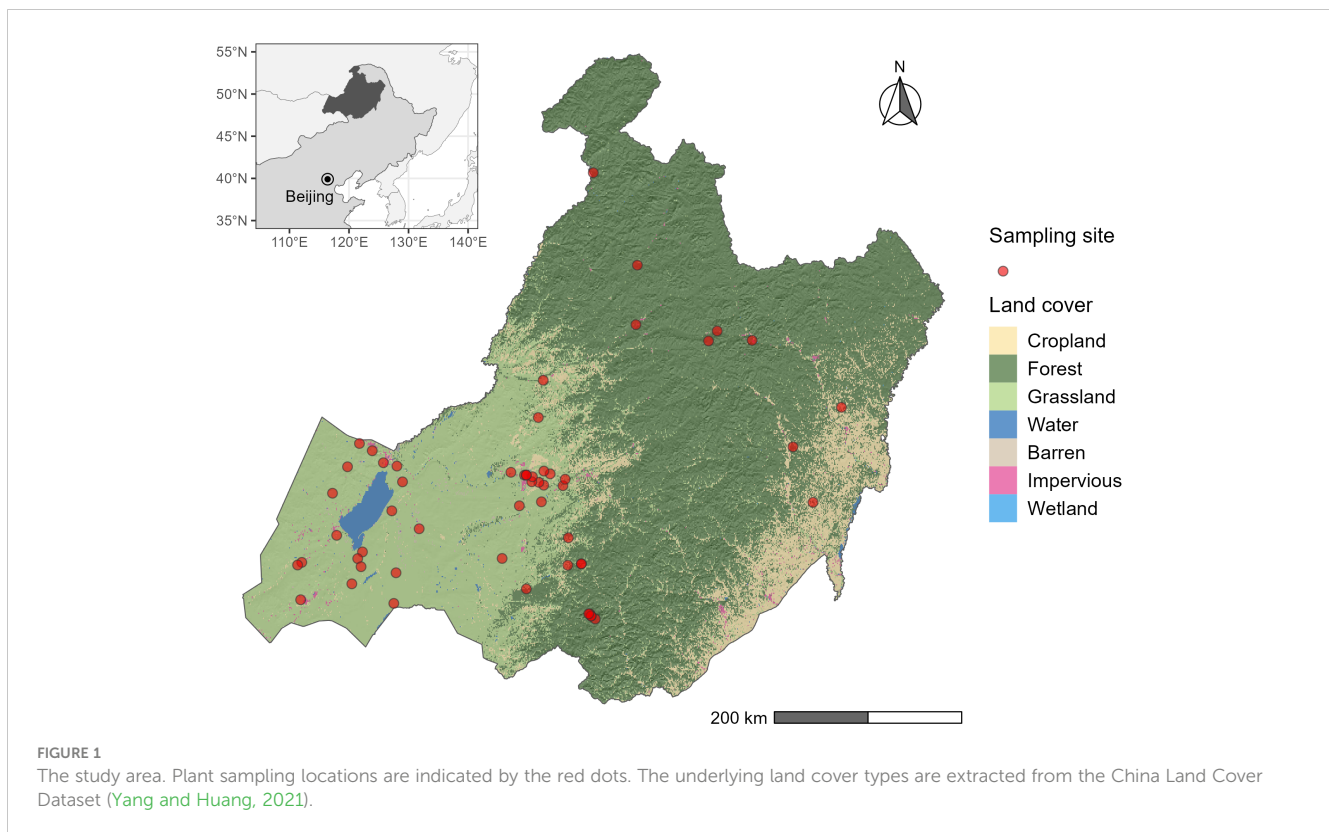 55°N
50°N
45°N
40°N
35°N
Beijing
110°E 120°E 130°E 140°E
N
Sampling site
Land cover
Cropland
Forest
Grassland
Water
Barren
Impervious
Wetland
200 km
FIGURE 1
The study area. Plant sampling locations are indicated by the red dots. The underlying land cover types are extracted from the China Land Cover
Dataset (Yang and Huang, 2021).